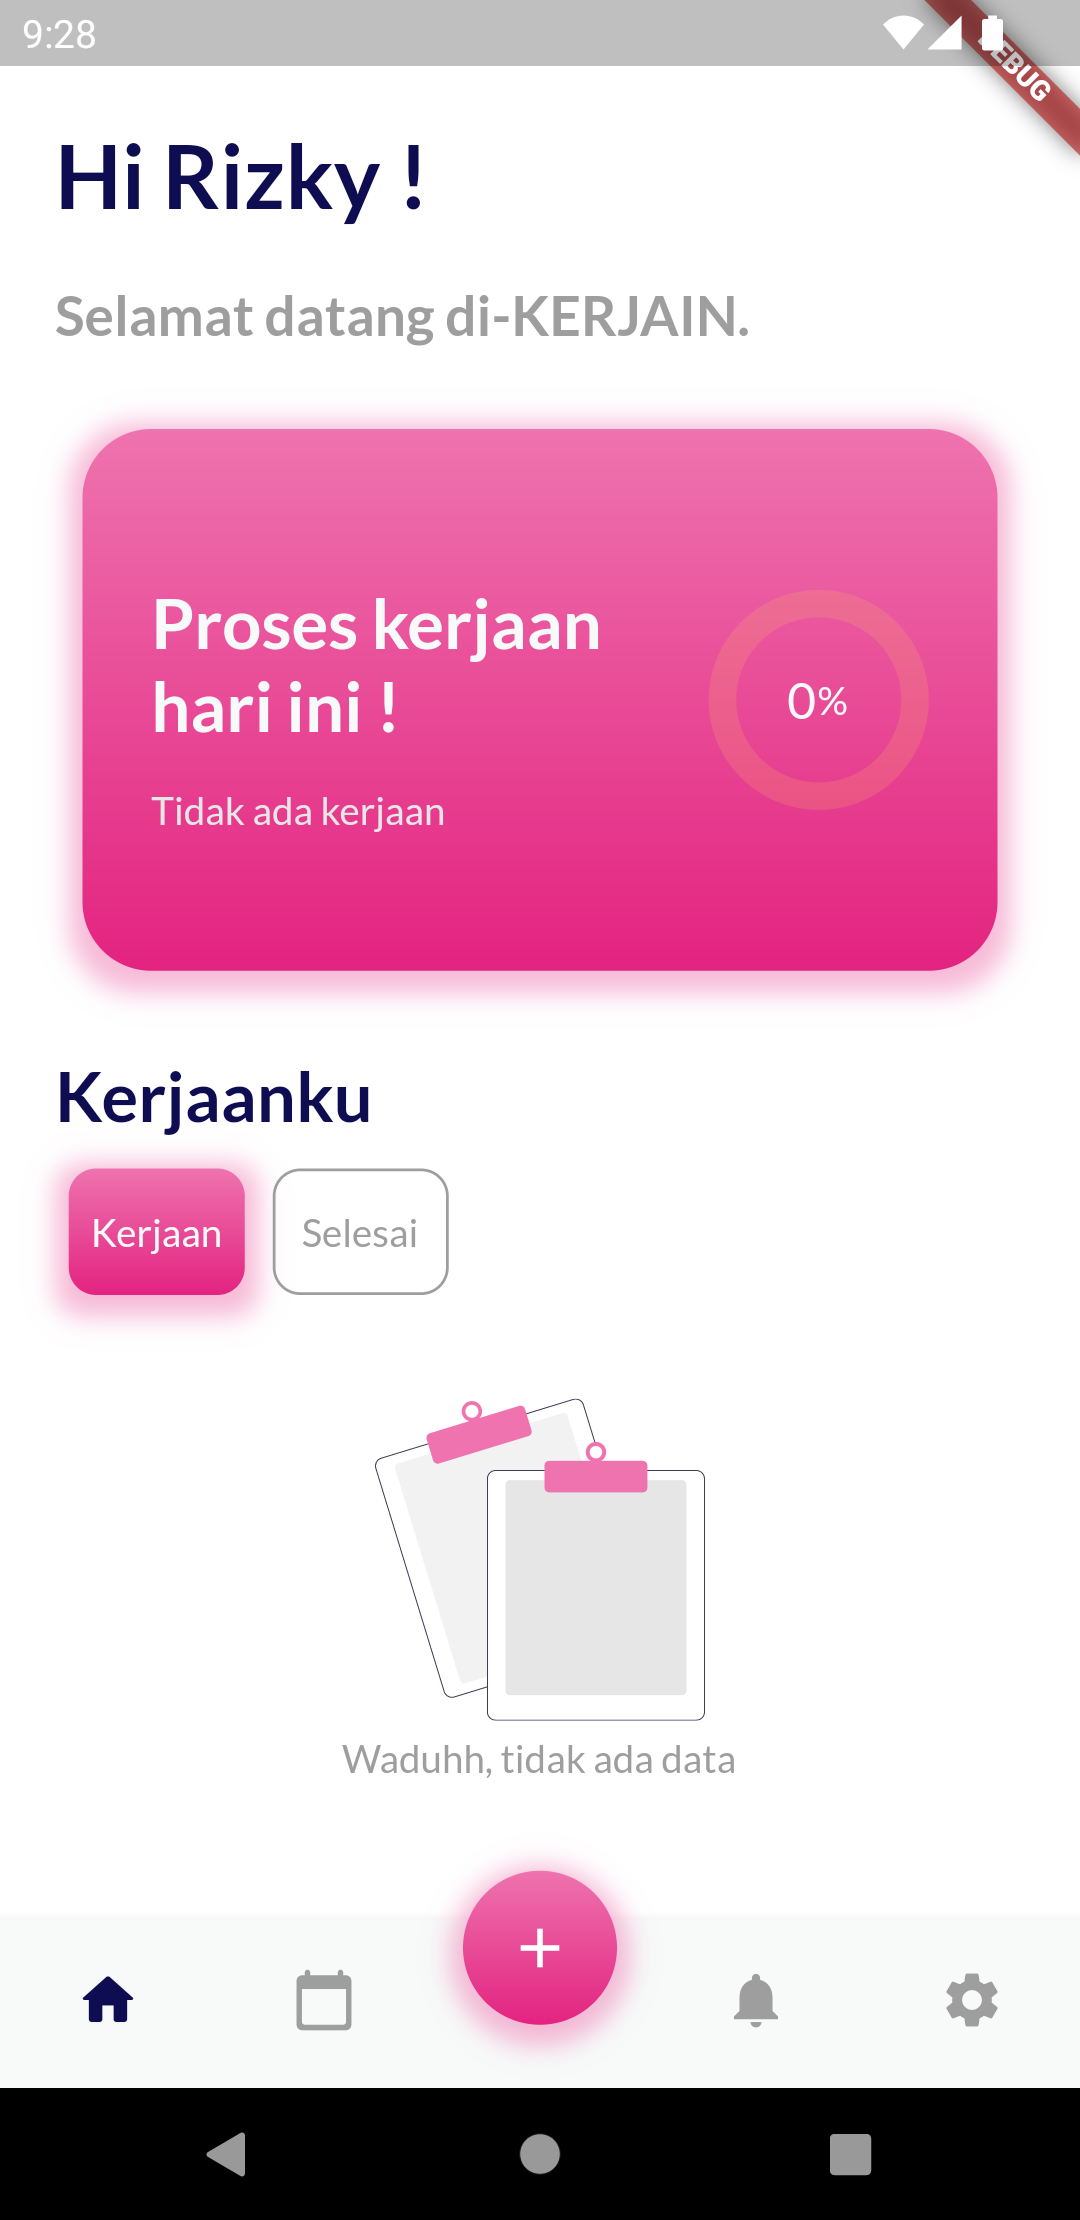 9:28
DEBUG
Hi Rizky !
Selamat datang di-KERJAIN.
Proses kerjaan
hari ini !
0%
Tidak ada kerjaan
Kerjaanku
Kerjaan
Selesai
Waduhh, tidak ada data